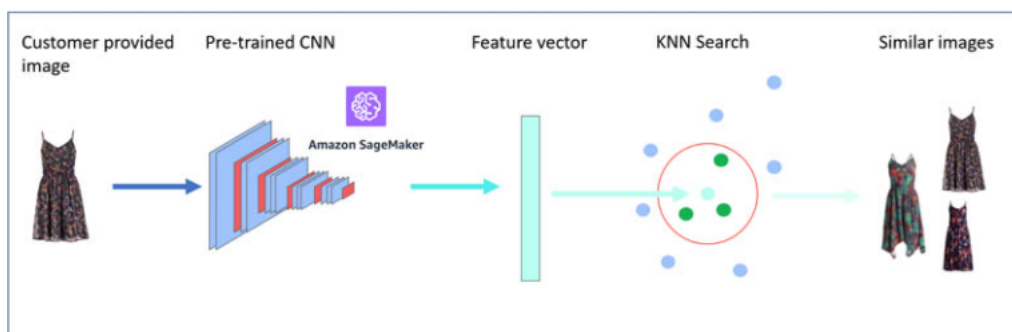 Customer provided
image
Pre-trained CNN
Feature vector
KNN Search
Similar images
Amazon SageMaker